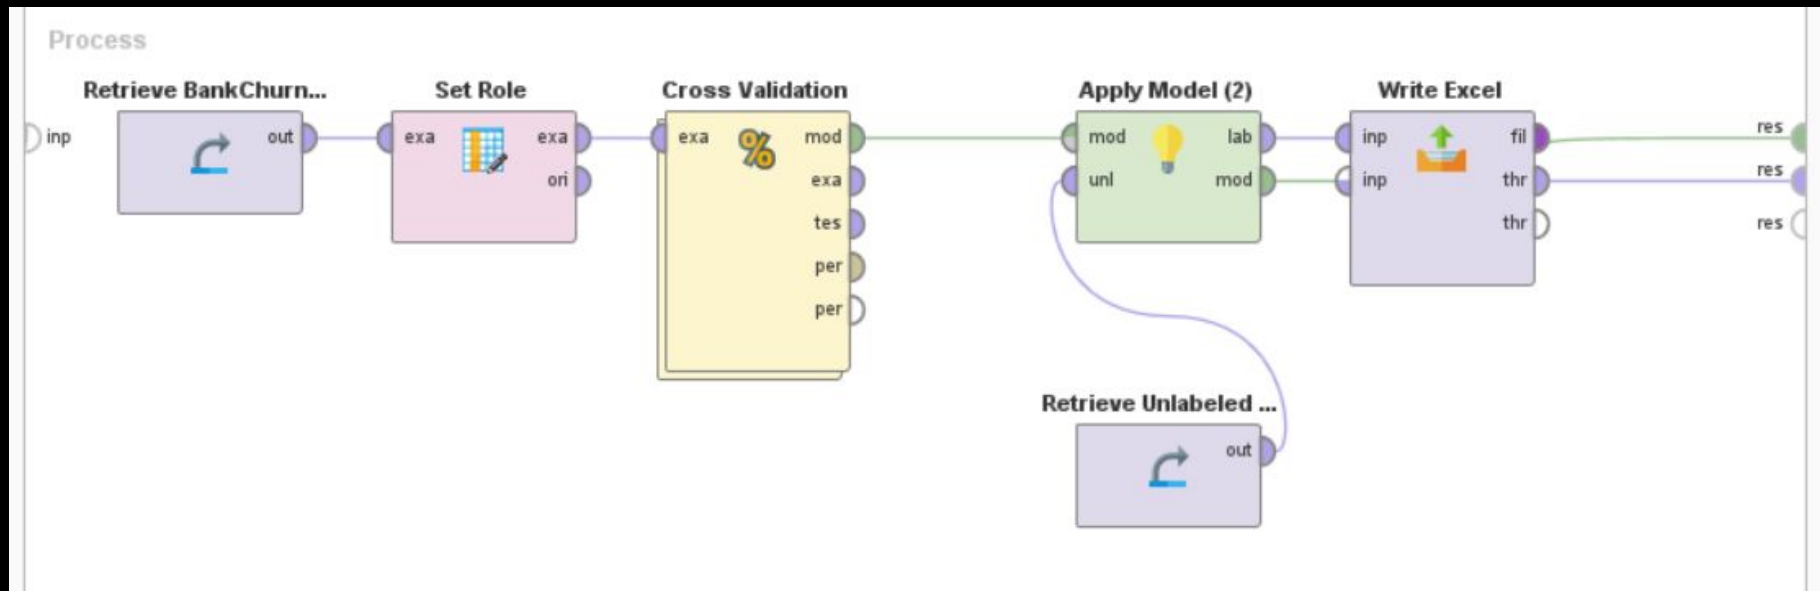 Process
Retrieve BankChurn...
Set Role
Cross Validation
Apply Model (2)
Write Excel
inp
out
exa
exa
ori
exa
mod
exa
tes
per
per
mod
unl
lab
mod
inp
inp
fil
thr
thr
res
res
res
Retrieve Unlabeled ...
out